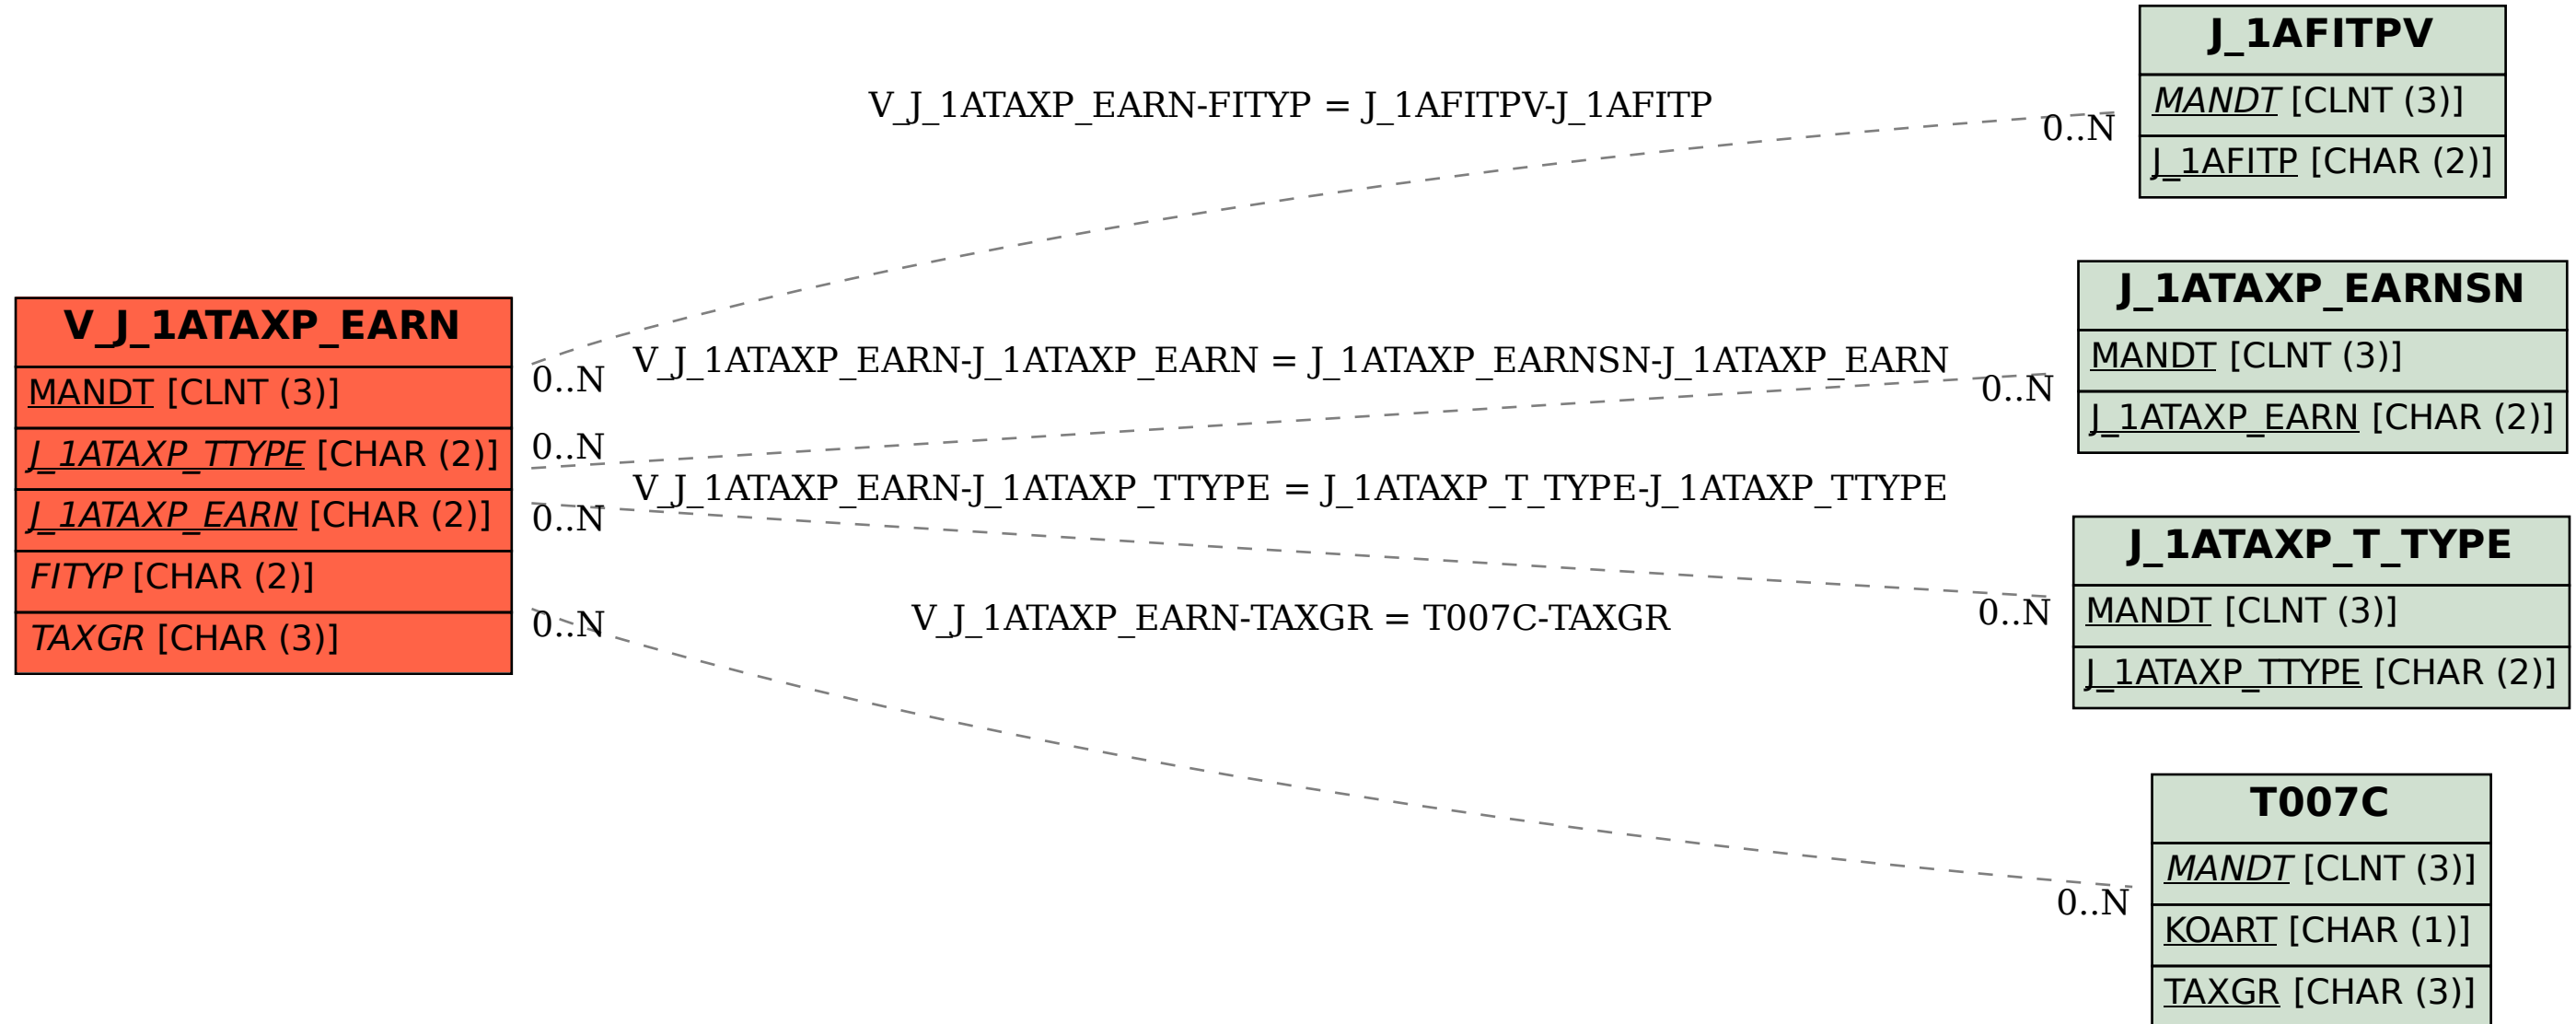 V_J_1ATAXP_EARN
MANDT [CLNT (3)]
J_1ATAXP_TTYPE [CHAR (2)]
J_1ATAXP_EARN [CHAR (2)]
FITYP [CHAR (2)]
TAXGR [CHAR (3)]
V_J_1ATAXP_EARN-FITYP = J_1AFITPV-J_1AFITP
0..N
0..N
V_J_1ATAXP_EARN-J_1ATAXP_EARN = J_1ATAXP_EARNSN-J_1ATAXP_EARN
0..N
0..N
V_J_1ATAXP_EARN-J_1ATAXP_TTYPE = J_1ATAXP_T_TYPE-J_1ATAXP_TTYPE
0..N
0..N
V_J_1ATAXP_EARN-TAXGR = T007C-TAXGR
0..N
0..N
J_1AFITPV
MANDT [CLNT (3)]
J_1AFITP [CHAR (2)]
J_1ATAXP_EARNSN
MANDT [CLNT (3)]
J_1ATAXP_EARN [CHAR (2)]
J_1ATAXP_T_TYPE
MANDT [CLNT (3)]
J_1ATAXP_TTYPE [CHAR (2)]
T007C
MANDT [CLNT (3)]
KOART [CHAR (1)]
TAXGR [CHAR (3)]